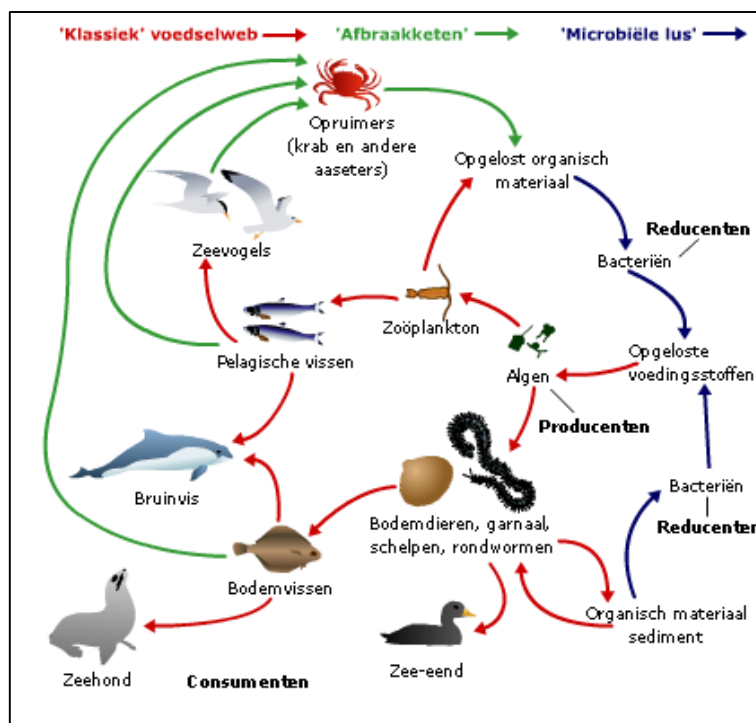 'Klassiek' voedselweb
'Afbraakketen'
'Microbiële lus'
Opruimers
(krab en andere
aaseters)
Opgelost organisch
materiaal
Reducenten
Bacteriën
Zeevogels
Zoöplankton
Pelagische vissen
Algen
Opgeloste
voedingsstoffen
Producenten
Bruinvis
Bacteriën
Reducenten
Bodemdieren, garnaal,
schelpen, rondwormen
Bodemvissen
Organisch materiaal
sediment
Zeehond
Consumenten
Zee-eend